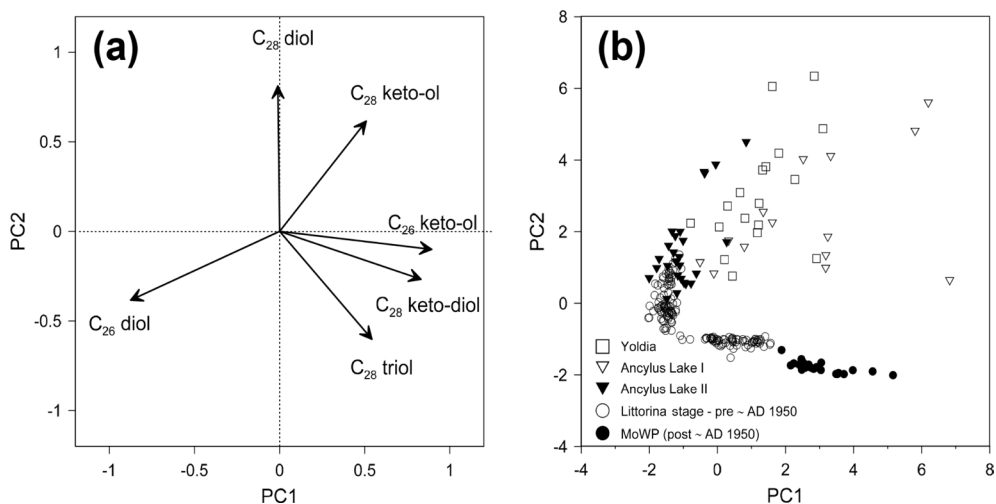 (a)
C₂₈ diol
C₂₈ keto-ol
C₂₆ keto-ol
C₂₈ keto-diol
C₂₆ diol
C₂₈ triol
1
0.5
0
-0.5
-1
PC2
-1 -0.5 0 0.5 1
PC1
(b)
8
6
4
2
0
-2
-4
PC2
Yoldia
Ancylus Lake I
Ancylus Lake II
Littorina stage - pre ~ AD 1950
MoWP (post ~ AD 1950)
-4 -2 0 2 4 6 8
PC1